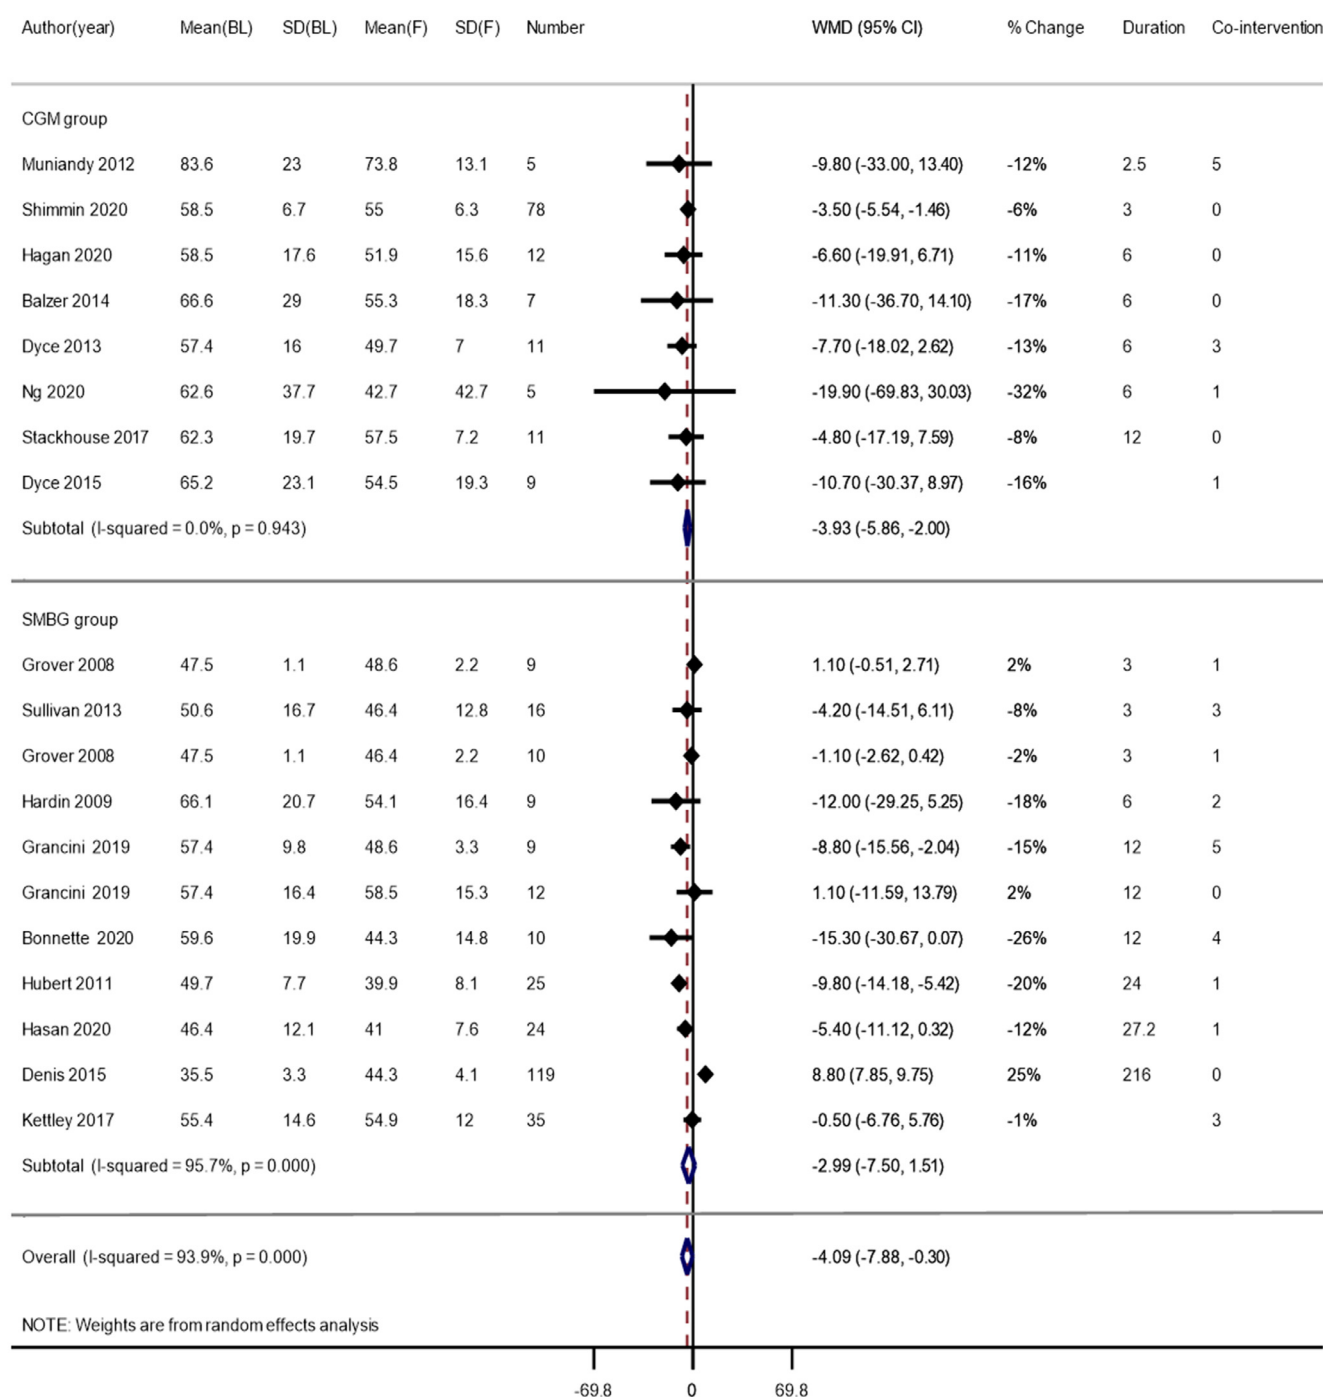 Author(year) Mean(BL) SD(BL) Mean(F) SD(F) Number WMD (95% CI) % Change Duration Co-intervention
CGM group
Muniandy 2012 83.6 23 73.8 13.1 5 -9.80 (-33.00, 13.40) -12% 2.5 5
Shimmin 2020 58.5 6.7 55 6.3 78 -3.50 (-5.54, -1.46) -6% 3 0
Hagan 2020 58.5 17.6 51.9 15.6 12 -6.60 (-19.91, 6.71) -11% 6 0
Balzer 2014 66.6 29 55.3 18.3 7 -11.30 (-36.70, 14.10) -17% 6 0
Dyce 2013 57.4 16 49.7 7 11 -7.70 (-18.02, 2.62) -13% 6 3
Ng 2020 62.6 37.7 42.7 42.7 5 -19.90 (-69.83, 30.03) -32% 6 1
Stackhouse 2017 62.3 19.7 57.5 7.2 11 -4.80 (-17.19, 7.59) -8% 12 0
Dyce 2015 65.2 23.1 54.5 19.3 9 -10.70 (-30.37, 8.97) -16% 1
Subtotal (I-squared = 0.0%, p = 0.943) -3.93 (-5.86, -2.00)
SMBG group
Grover 2008 47.5 1.1 48.6 2.2 9 1.10 (-0.51, 2.71) 2% 3 1
Sullivan 2013 50.6 16.7 46.4 12.8 16 -4.20 (-14.51, 6.11) -8% 3 3
Grover 2008 47.5 1.1 46.4 2.2 10 -1.10 (-2.62, 0.42) -2% 3 1
Hardin 2009 66.1 20.7 54.1 16.4 9 -12.00 (-29.25, 5.25) -18% 6 2
Grancini 2019 57.4 9.8 48.6 3.3 9 -8.80 (-15.56, -2.04) -15% 12 5
Grancini 2019 57.4 16.4 58.5 15.3 12 1.10 (-11.59, 13.79) 2% 12 0
Bonnette 2020 59.6 19.9 44.3 14.8 10 -15.30 (-30.67, 0.07) -26% 12 4
Hubert 2011 49.7 7.7 39.9 8.1 25 -9.80 (-14.18, -5.42) -20% 24 1
Hasan 2020 46.4 12.1 41 7.6 24 -5.40 (-11.12, 0.32) -12% 27.2 1
Denis 2015 35.5 3.3 44.3 4.1 119 8.80 (7.85, 9.75) 25% 216 0
Kettley 2017 55.4 14.6 54.9 12 35 -0.50 (-6.76, 5.76) -1% 3
Subtotal (I-squared = 95.7%, p = 0.000) -2.99 (-7.50, 1.51)
Overall (I-squared = 93.9%, p = 0.000) -4.09 (-7.88, -0.30)
NOTE: Weights are from random effects analysis
-69.8 0 69.8